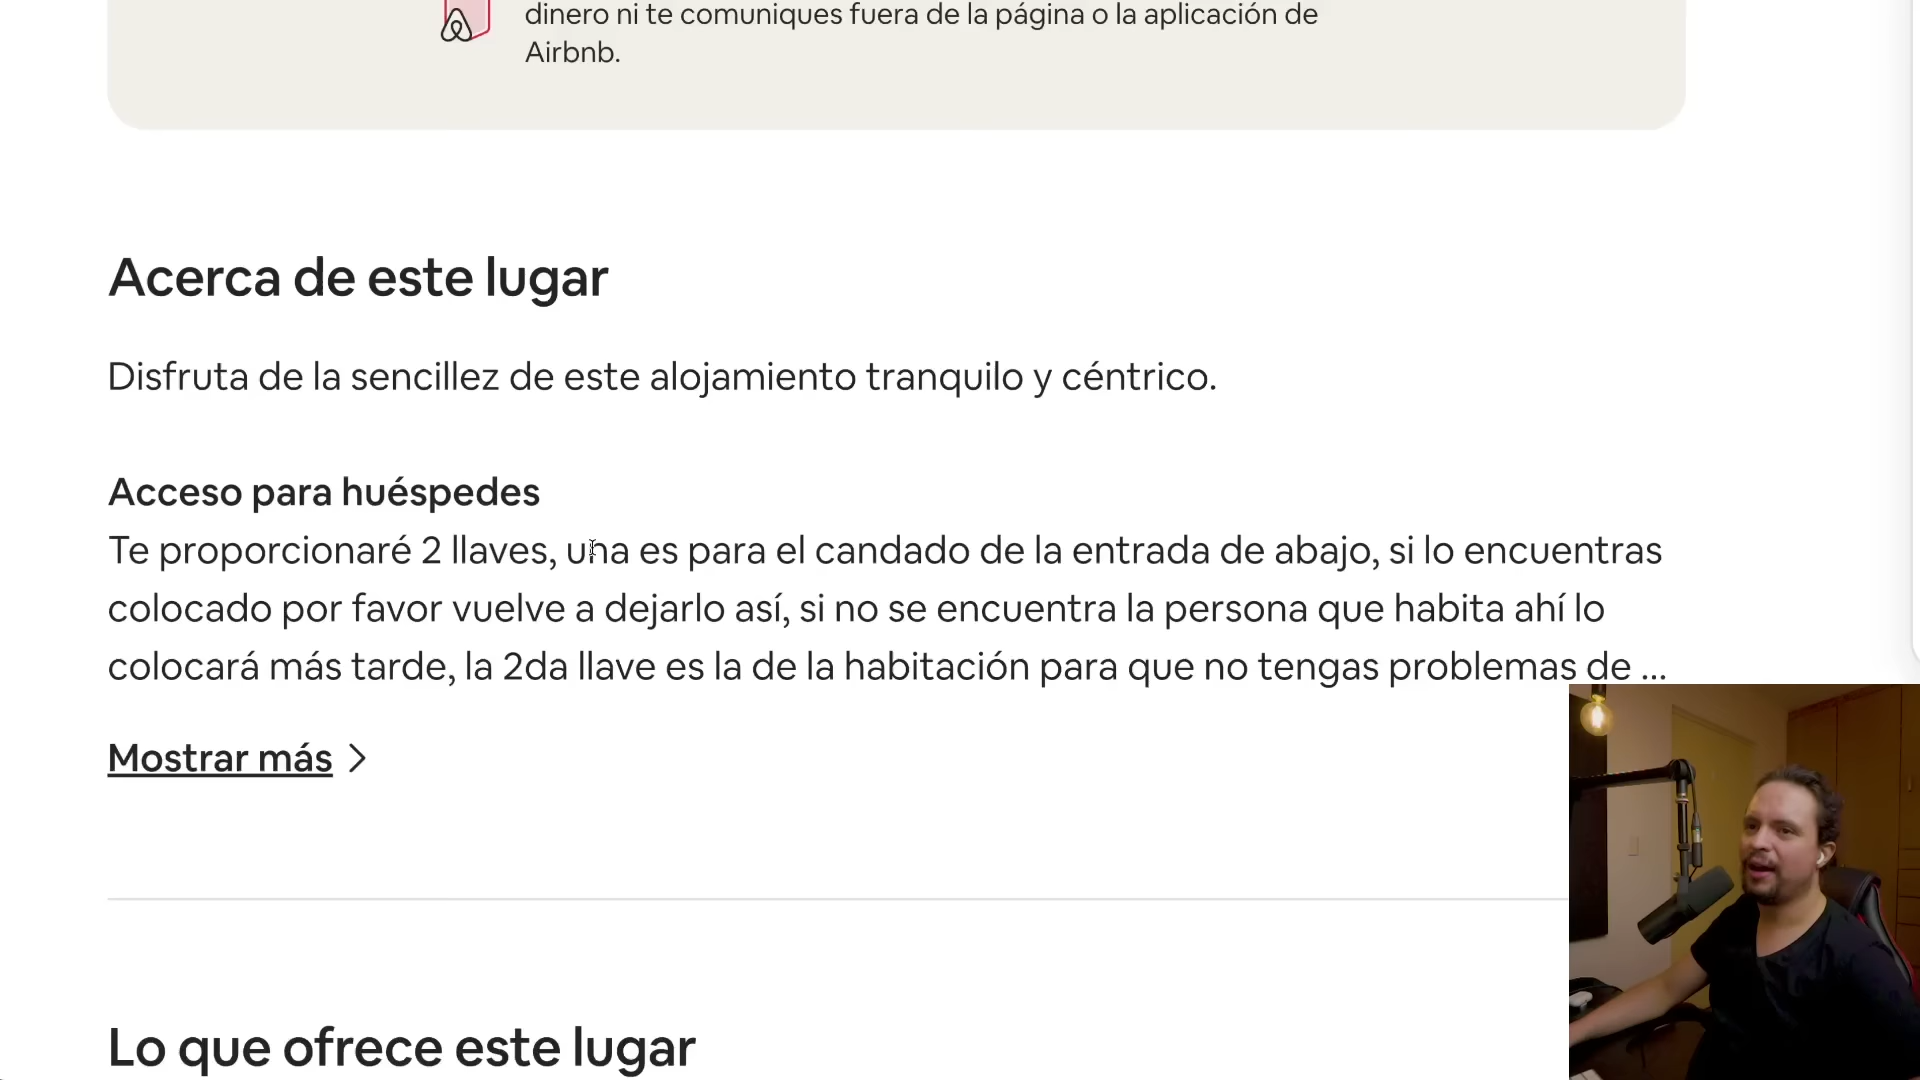 dinero ni te comuniques fuera de la página o la aplicación de
Airbnb.
Acerca de este lugar
Disfruta de la sencillez de este alojamiento tranquilo y céntrico.
Acceso para huéspedes
Te proporcionaré 2 llaves, una es para el candado de la entrada de abajo, si lo encuentras
colocado por favor vuelve a dejarlo así, si no se encuentra la persona que habita ahí lo
colocará más tarde, la 2da llave es la de la habitación para que no tengas problemas de ...
Mostrar más
Lo que ofrece este lugar